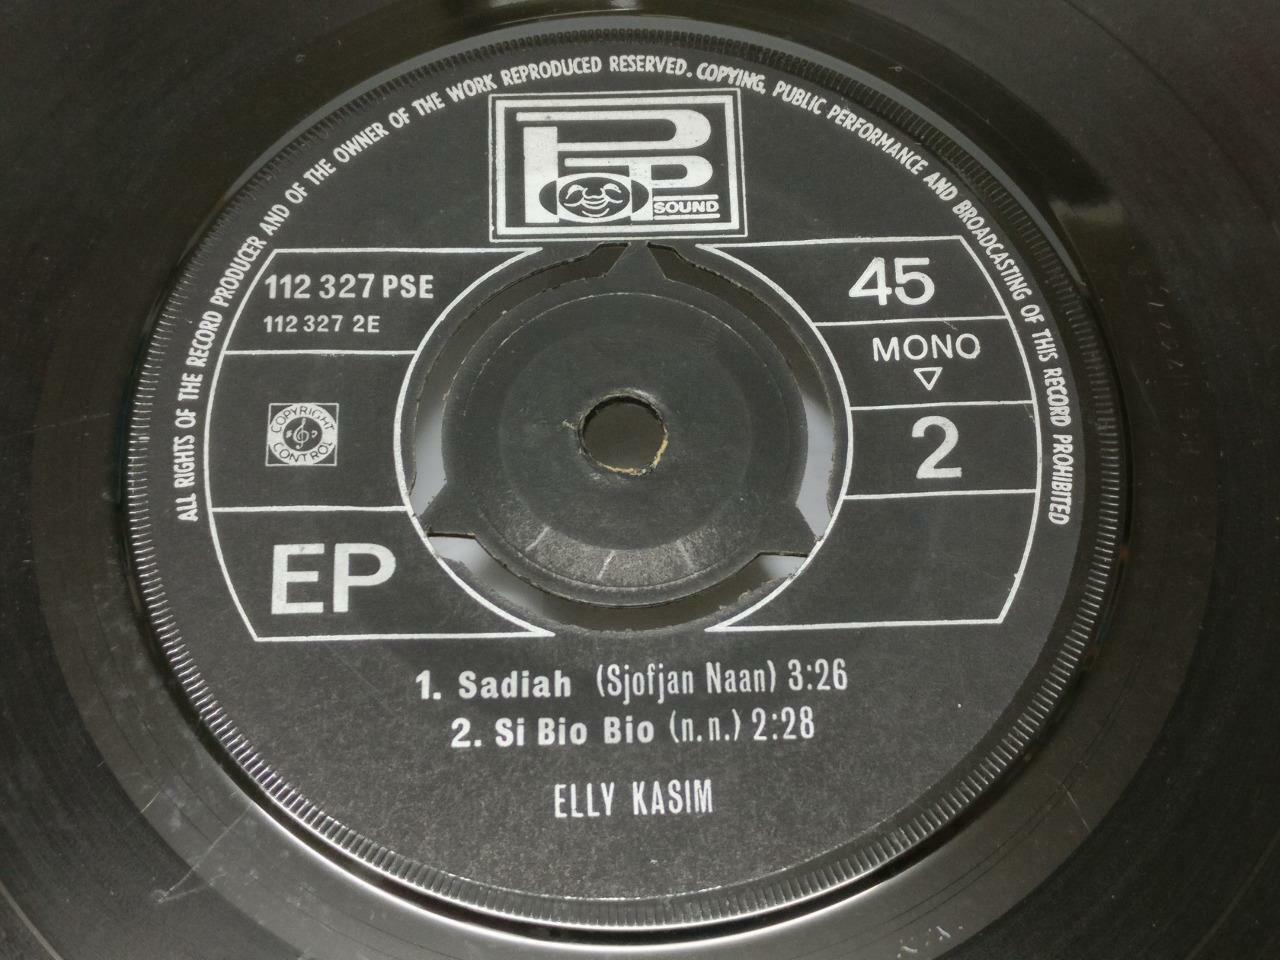 ALL RIGHTS OF THE RECORD PRODUCER AND OF THE OWNER OF THE WORK REPRODUCED RESERVED. COPYING, PUBLIC PERFORMANCE AND BROADCASTING OF THIS RECORD PROHIBITED
POP
SOUND
112 327 PSE
112 327 2E
COPYRIGHT
CONTROL
EP
45
MONO
2
1. Sadiah (Sjofjan Naan) 3:26
2. Si Bio Bio (n.n.) 2:28
ELLY KASIM